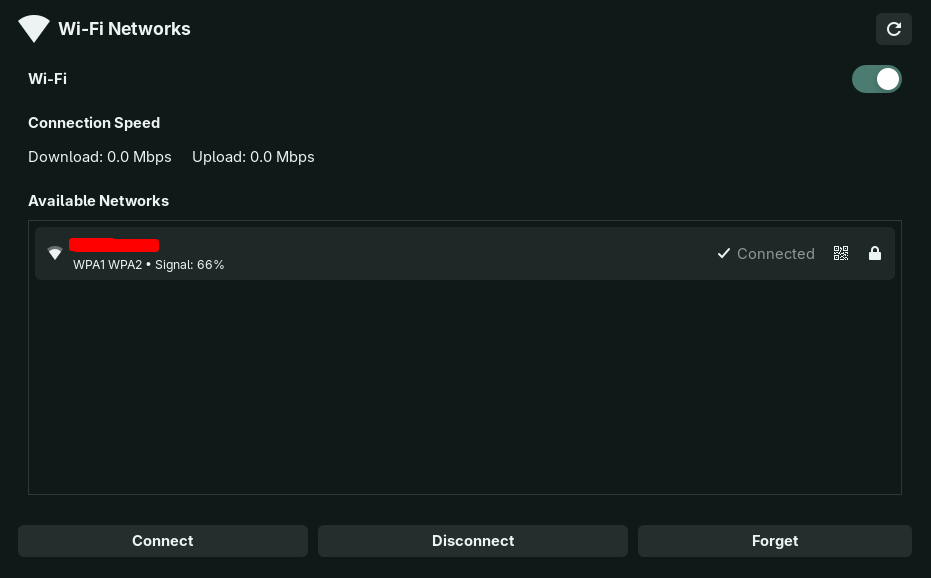 Wi-Fi Networks
Wi-Fi
Connection Speed
Download: 0.0 Mbps Upload: 0.0 Mbps
Available Networks
WPA1 WPA2 • Signal: 66%
Connected
Connect Disconnect Forget